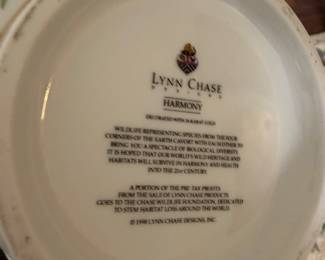 LYNN CHASE
DESIGNS
HARMONY
DECORATED WITH 24 KARAT GOLD
WILDLIFE REPRESENTING SPECIES FROM THE FOUR
CORNERS OF THE EARTH CAVORT WITH EACH OTHER TO
BRING YOU A SPECTACLE OF BIOLOGICAL DIVERSITY.
IT IS HOPED THAT OUR WORLD'S WILD HERITAGE AND
HABITATS WILL SURVIVE IN HARMONY AND HEALTH
INTO THE 21ST CENTURY.
A PORTION OF THE PRE TAX PROFITS
FROM THE SALE OF LYNN CHASE PRODUCTS
GOES TO THE CHASE WILDLIFE FOUNDATION, DEDICATED
TO STEM HABITAT LOSS AROUND THE WORLD.
© 1998 LYNN CHASE DESIGNS, INC.